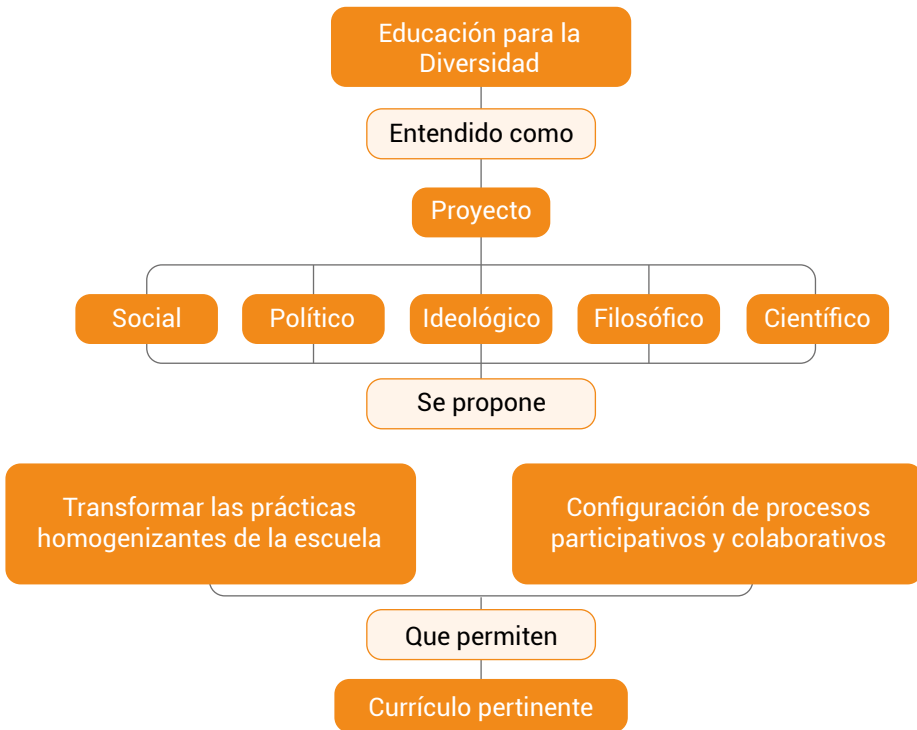 Educación para la
Diversidad
Entendido como
Proyecto
Social
Político
Ideológico
Filosófico
Científico
Se propone
Transformar las prácticas
homogenizantes de la escuela
Configuración de procesos
participativos y colaborativos
Que permiten
Currículo pertinente